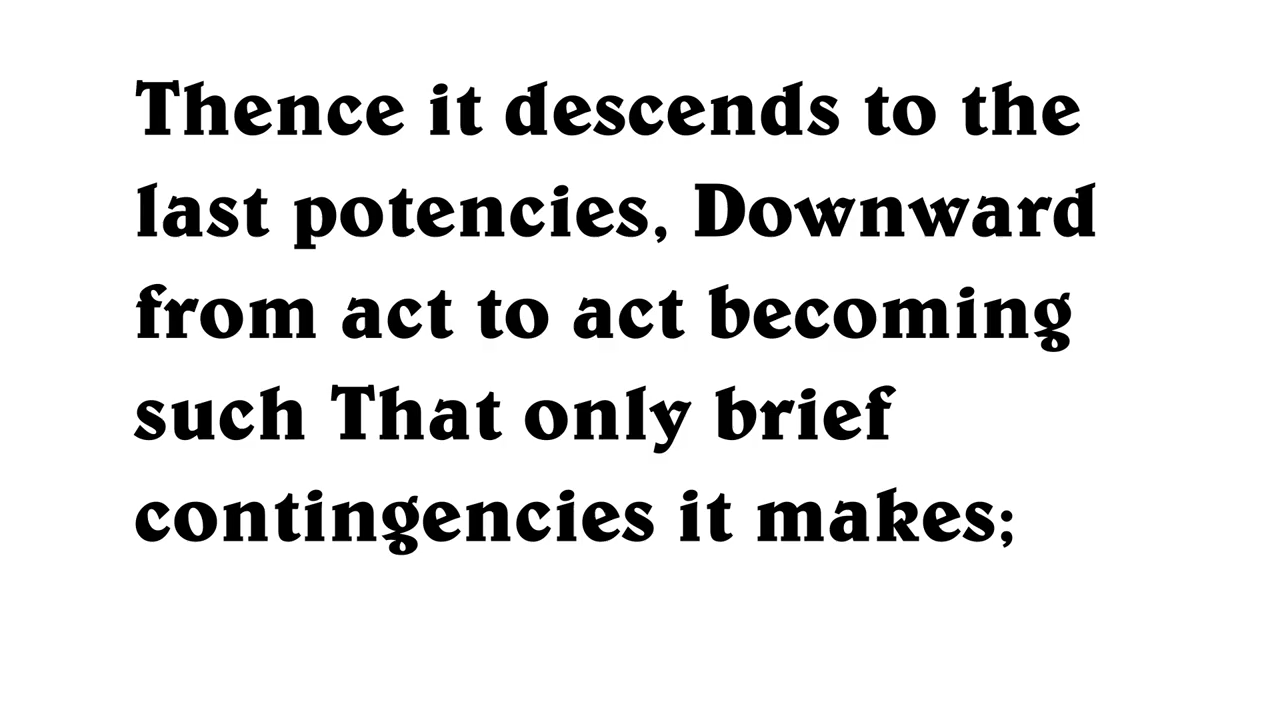 Thence it descends to the
last potencies, Downward
from act to act becoming
such That only brief
contingencies it makes;